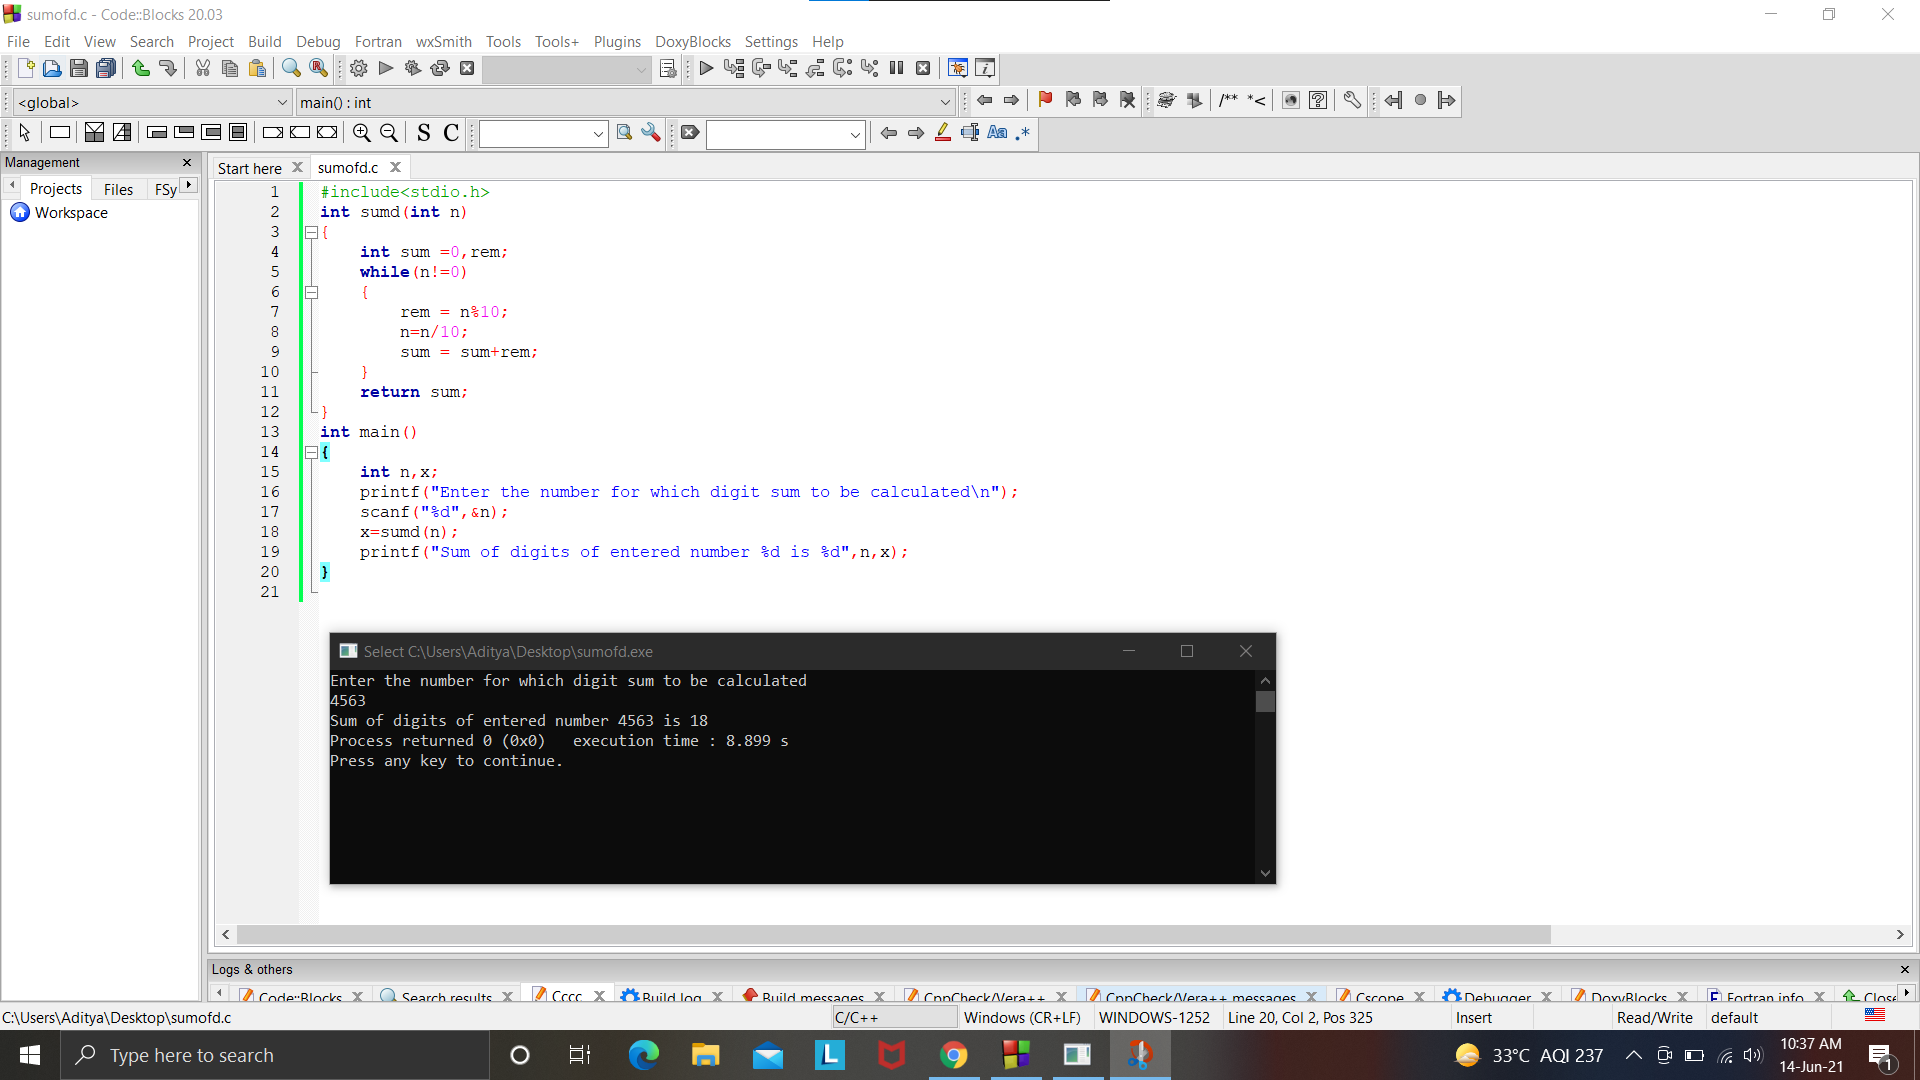 sumofd.c - Code::Blocks 20.03
File Edit View Search Project Build Debug Fortran wxSmith Tools Tools+ Plugins DoxyBlocks Settings Help
<global> main() : int /** *<
S C Aa .*
Management
Projects Files FSy
Workspace
Start here sumofd.c
1 #include<stdio.h>
2 int sumd(int n)
3 {
4 int sum =0,rem;
5 while(n!=0)
6 {
7 rem = n%10;
8 n=n/10;
9 sum = sum+rem;
10 }
11 return sum;
12 }
13 int main()
14 {
15 int n,x;
16 printf("Enter the number for which digit sum to be calculated\n");
17 scanf("%d",&n);
18 x=sumd(n);
19 printf("Sum of digits of entered number %d is %d",n,x);
20 }
21
Select C:\Users\Aditya\Desktop\sumofd.exe
Enter the number for which digit sum to be calculated
4563
Sum of digits of entered number 4563 is 18
Process returned 0 (0x0) execution time : 8.899 s
Press any key to continue.
Logs & others
Code::Blocks Search results Cccc Build log Build messages CppCheck/Vera++ CppCheck/Vera++ messages Cscope Debugger DoxyBlocks Fortran info Close
C:\Users\Aditya\Desktop\sumofd.c C/C++ Windows (CR+LF) WINDOWS-1252 Line 20, Col 2, Pos 325 Insert Read/Write default
Type here to search L 33°C AQI 237 10:37 AM
14-Jun-21 1